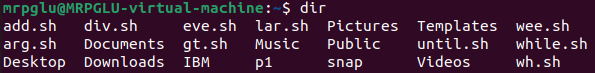 mrpglu@MRPGLU-virtual-machine:~$ dir
add.sh div.sh eve.sh lar.sh Pictures Templates wee.sh
arg.sh Documents gt.sh Music Public until.sh while.sh
Desktop Downloads IBM p1 snap Videos wh.sh